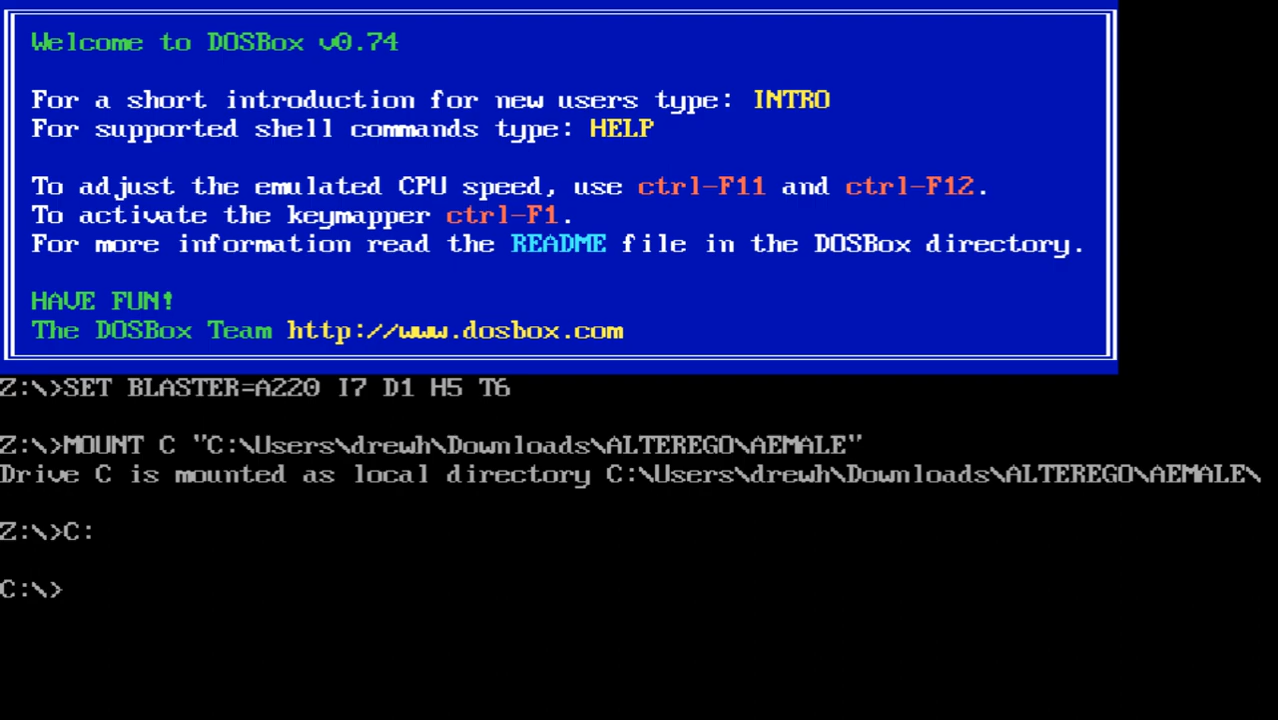 Welcome to DOSBox v0.74
For a short introduction for new users type: INTRO
For supported shell commands type: HELP
To adjust the emulated CPU speed, use ctrl-F11 and ctrl-F12.
To activate the keymapper ctrl-F1.
For more information read the README file in the DOSBox directory.
HAVE FUN!
The DOSBox Team http://www.dosbox.com
Z:\>SET BLASTER=A220 I7 D1 H5 T6
Z:\>MOUNT C "C:\Users\drewh\Downloads\ALTEREGO\AEMALE"
Drive C is mounted as local directory C:\Users\drewh\Downloads\ALTEREGO\AEMALE\
Z:\>C:
C:\>